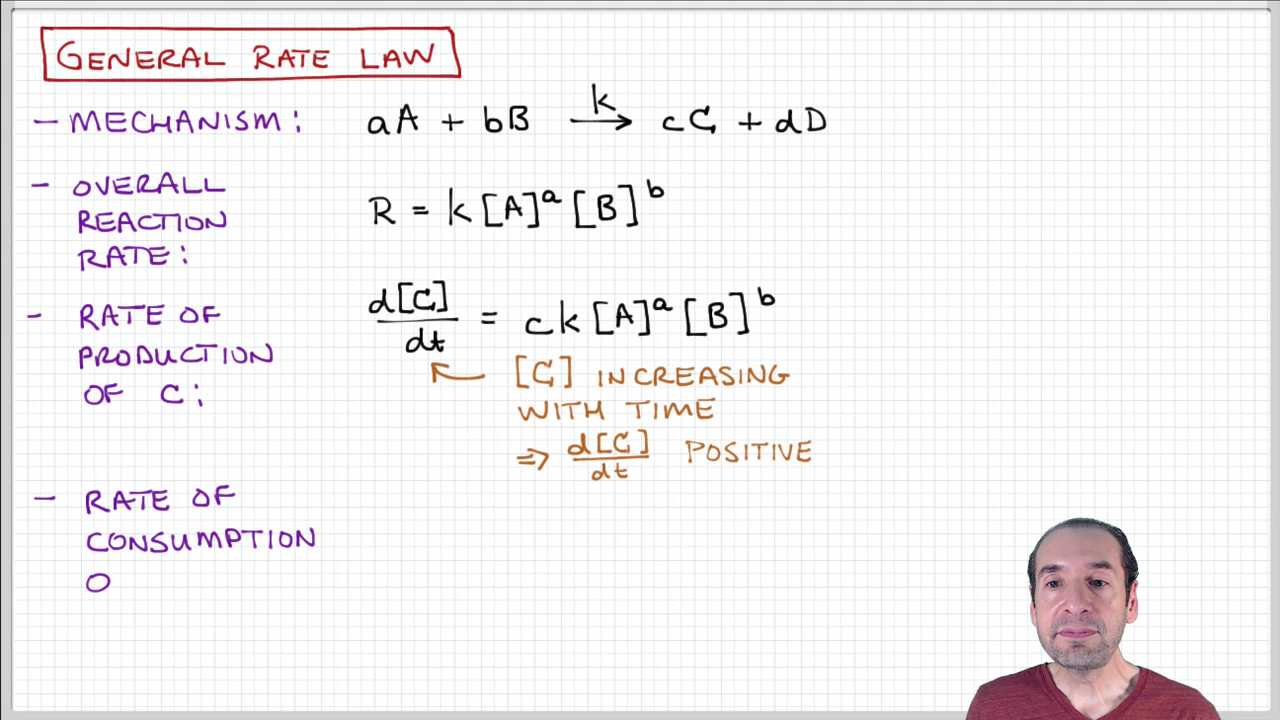 GENERAL RATE LAW
- MECHANISM: aA + bB k→ cC + dD
- OVERALL REACTION RATE: R = k[A]^a[B]^b
- RATE OF PRODUCTION OF C: d[C]/dt = ck[A]^a[B]^b
← [C] INCREASING
WITH TIME
⇒ d[C]/dt POSITIVE
- RATE OF
CONSUMPTION
O